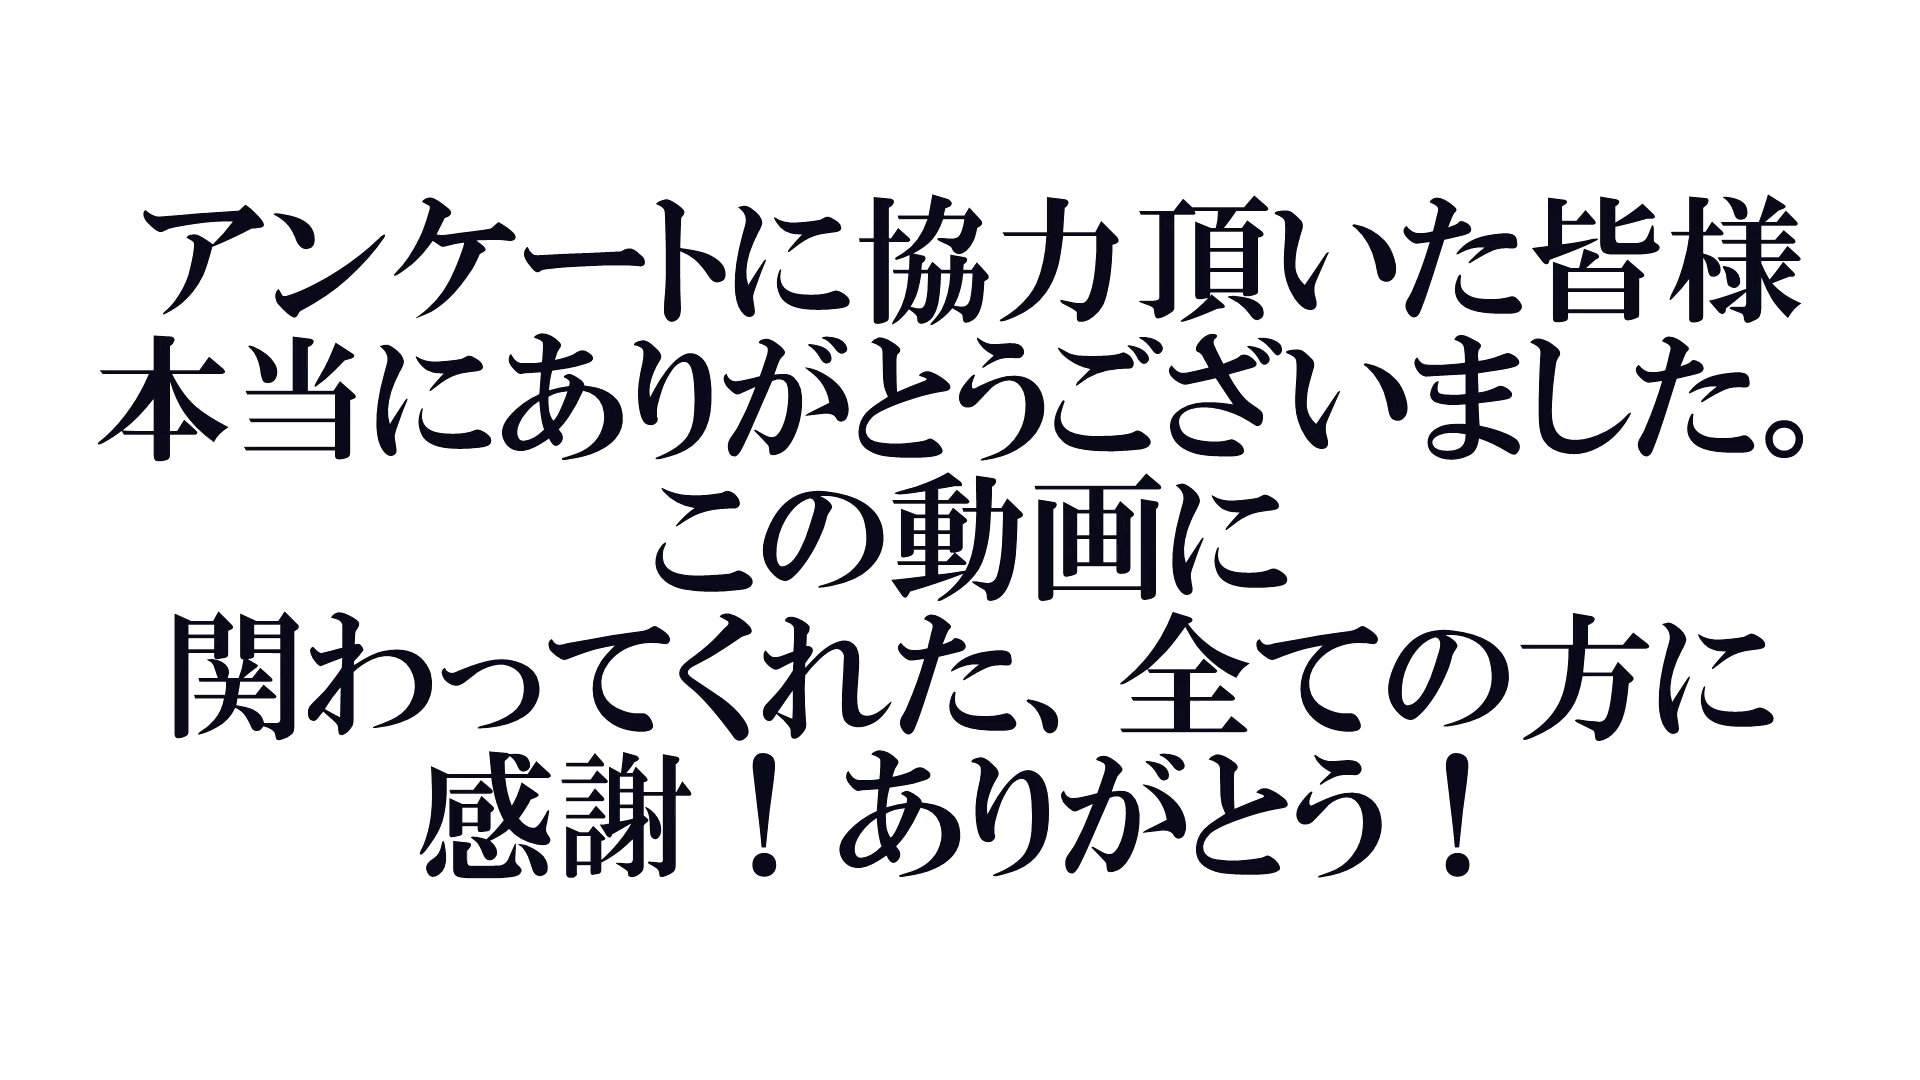 アンケートに協力頂いた皆様
本当にありがとうございました。
この動画に
関わってくれた、全ての方に
感謝！ありがとう！